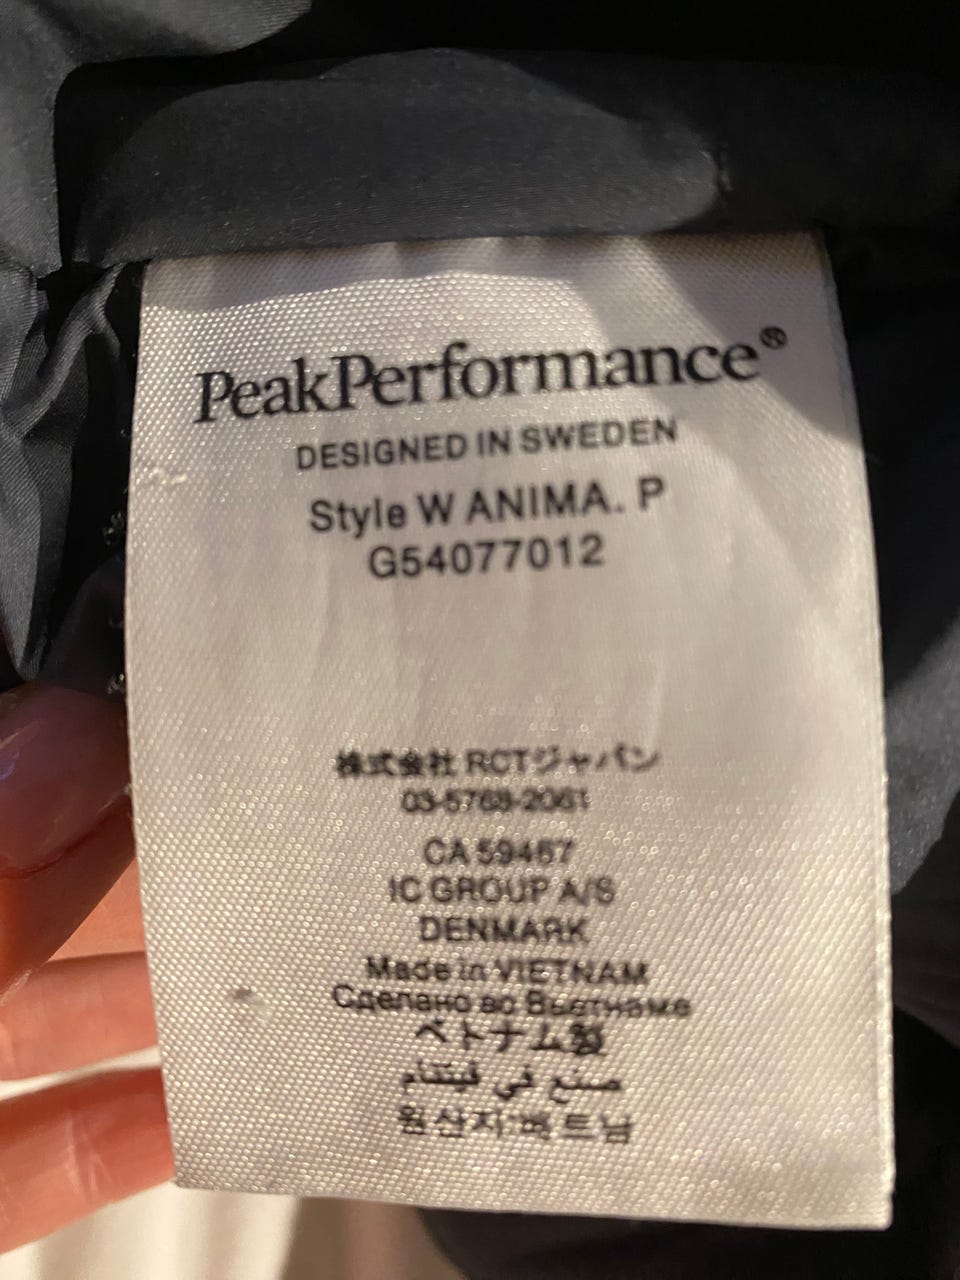 PeakPerformance®
DESIGNED IN SWEDEN
Style W ANIMA. P
G54077012
株式会社 RCTジャパン
03-5768-2061
CA 59467
IC GROUP A/S
DENMARK
Made in VIETNAM
Сделано во Вьетнаме
ベトナム製
صنع في فيتنام
원산지:베트남